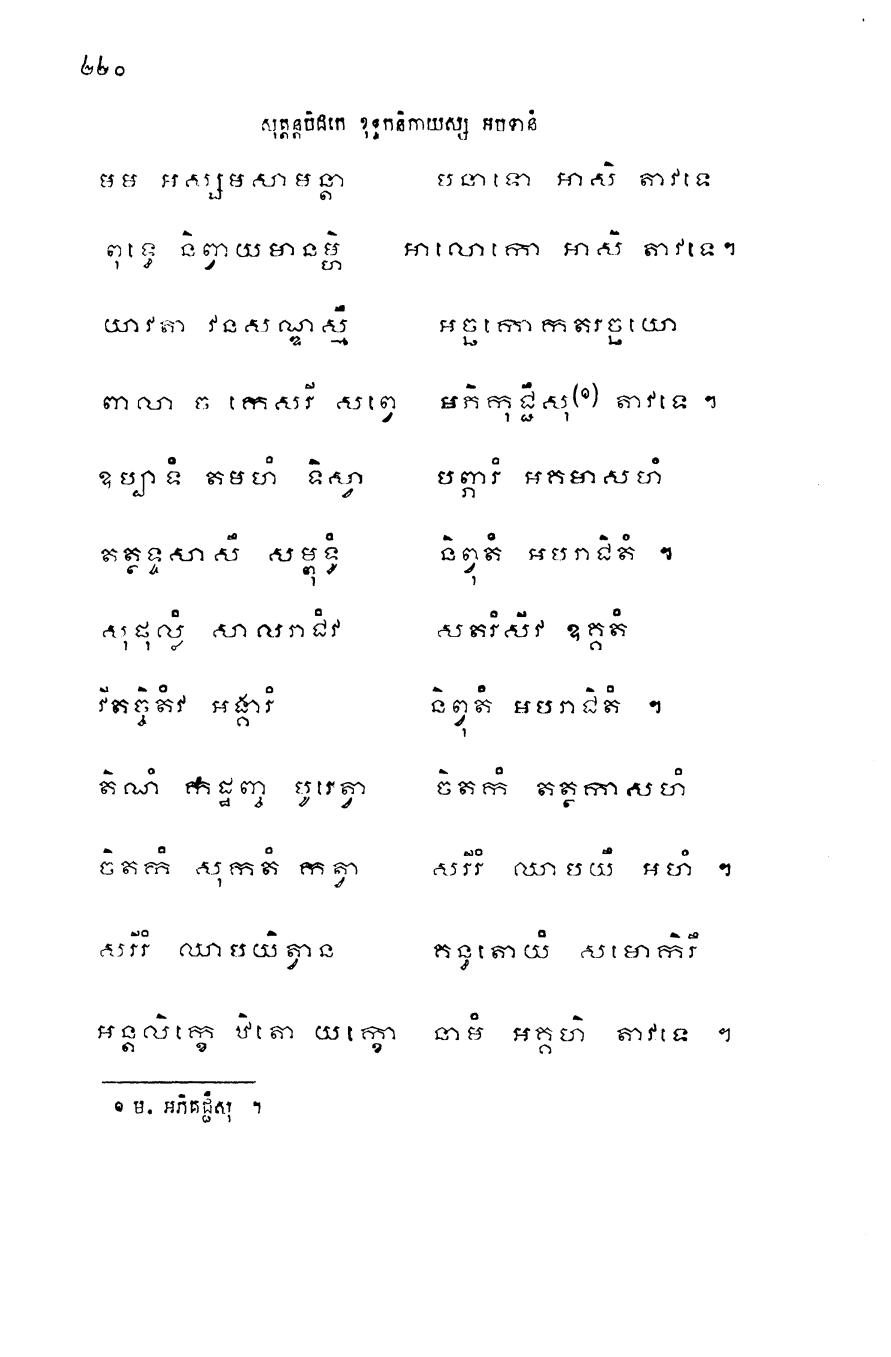 ២២០
សុត្តន្តបិដកេ ខុទ្ទកនិកាយស្ស អបទានំ
មម អស្សមសាមន្តា បនាទោ អាសិ តាវទេ
ពុទ្ធេ និព្វាយមានម្ហិ អាលោកោ អាសិ តាវទេ។
យាវតា វនសណ្ឌស្មឹ អច្ឆកោកតរច្ឆយោ
ពាលា ច កេសរី សព្វេ អភិកុជ្ជឹសុ(១) តាវទេ ។
ឧប្បាទំ តមហំ ទិស្វា បព្ភារំ អគមាសហំ
តត្ថទ្ទសាសឹ សម្ពុទ្ធំ និព្វុតំ អបរាជិតំ ។
សុផុល្លំ សាលរាជំវ សតរំសីវ ឧគ្គតំ
វីតច្ចិតំវ អង្គារំ និព្វុតំ អបរាជិតំ ។
តិណំ កដ្ឋញ្ច បូរេត្វា ចិតកំ តត្ថកាសហំ
ចិតកំ សុកតំ កត្វា សរីរំ ឈាបយឹ អហំ ។
សរីរំ ឈាបយិត្វាន គន្ធតោយំ សមោកិរឹ
អន្តលិក្ខេ ឋិតោ យក្ខោ នាមំ អគ្គហិ តាវទេ ។
១ ម. អភិគជ្ជឹសុ ។